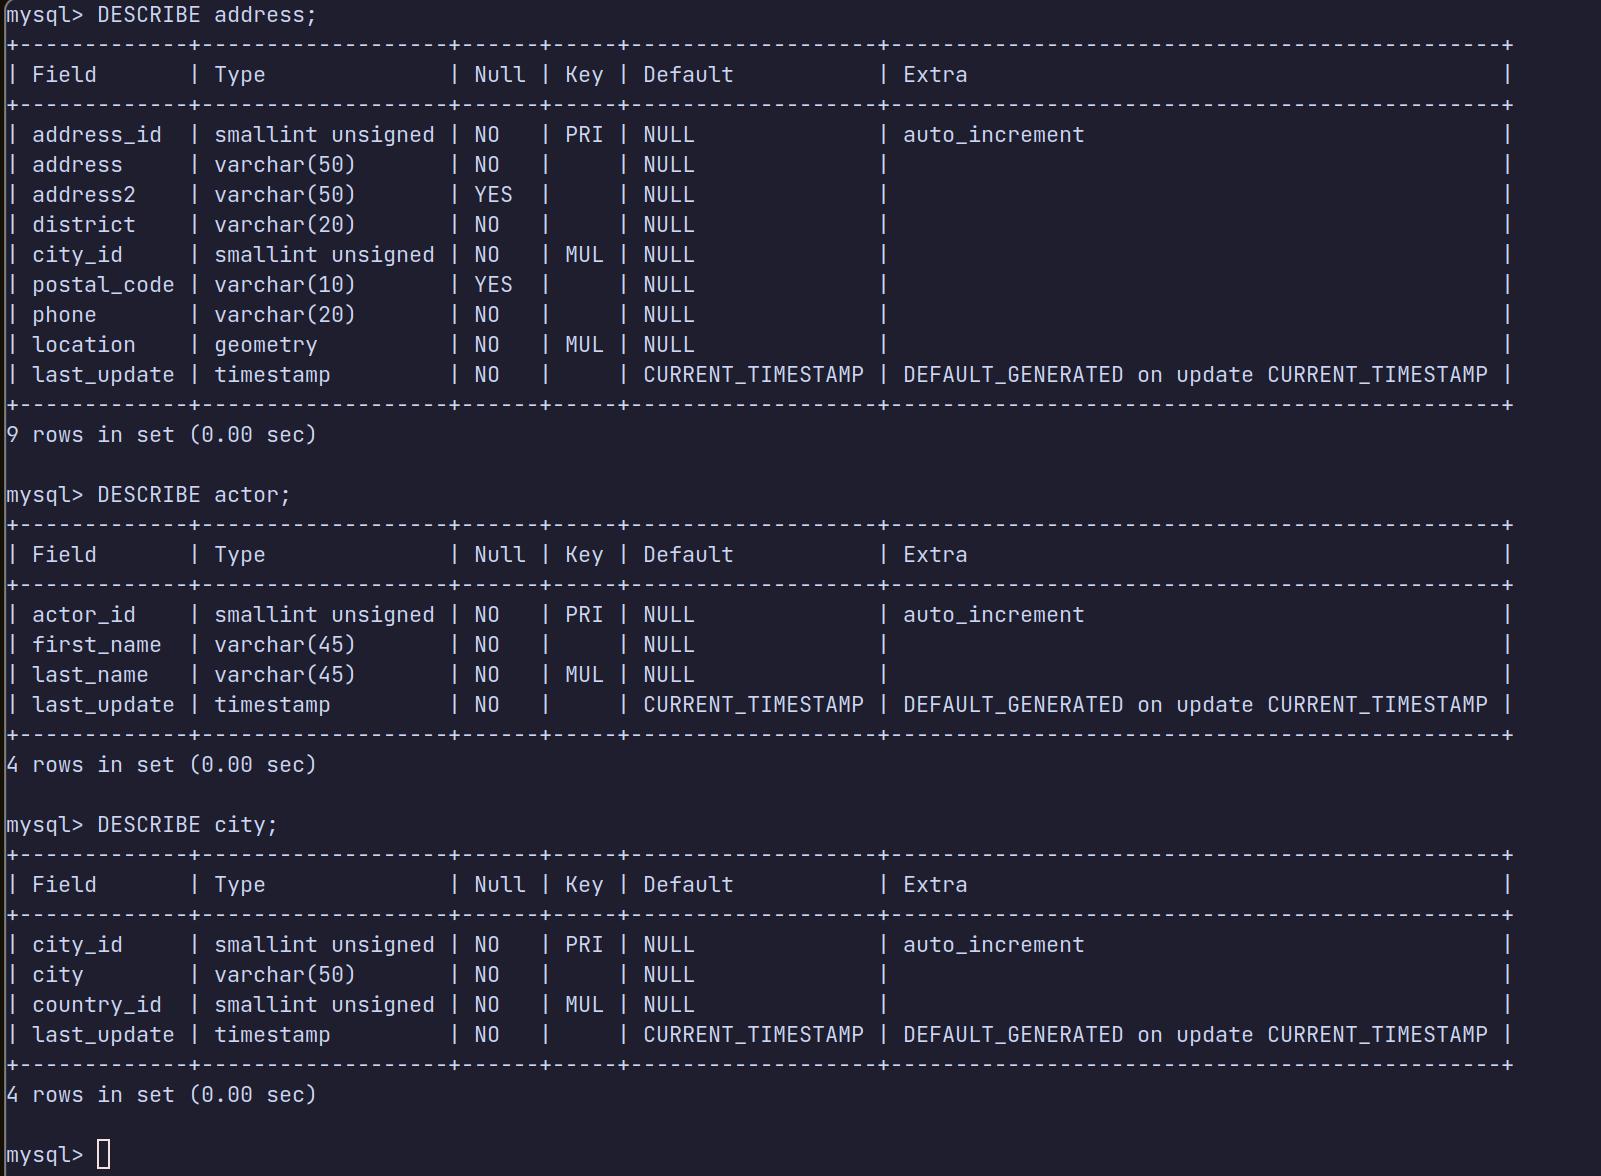 mysql> DESCRIBE address;
+-------------+-------------------+------+-----+-------------------+-----------------------------------------------+
| Field       | Type              | Null | Key | Default           | Extra                                         |
+-------------+-------------------+------+-----+-------------------+-----------------------------------------------+
| address_id  | smallint unsigned | NO   | PRI | NULL              | auto_increment                                |
| address     | varchar(50)       | NO   |     | NULL              |                                               |
| address2    | varchar(50)       | YES  |     | NULL              |                                               |
| district    | varchar(20)       | NO   |     | NULL              |                                               |
| city_id     | smallint unsigned | NO   | MUL | NULL              |                                               |
| postal_code | varchar(10)       | YES  |     | NULL              |                                               |
| phone       | varchar(20)       | NO   |     | NULL              |                                               |
| location    | geometry          | NO   | MUL | NULL              |                                               |
| last_update | timestamp         | NO   |     | CURRENT_TIMESTAMP | DEFAULT_GENERATED on update CURRENT_TIMESTAMP |
+-------------+-------------------+------+-----+-------------------+-----------------------------------------------+
9 rows in set (0.00 sec)

mysql> DESCRIBE actor;
+-------------+-------------------+------+-----+-------------------+-----------------------------------------------+
| Field       | Type              | Null | Key | Default           | Extra                                         |
+-------------+-------------------+------+-----+-------------------+-----------------------------------------------+
| actor_id    | smallint unsigned | NO   | PRI | NULL              | auto_increment                                |
| first_name  | varchar(45)       | NO   |     | NULL              |                                               |
| last_name   | varchar(45)       | NO   | MUL | NULL              |                                               |
| last_update | timestamp         | NO   |     | CURRENT_TIMESTAMP | DEFAULT_GENERATED on update CURRENT_TIMESTAMP |
+-------------+-------------------+------+-----+-------------------+-----------------------------------------------+
4 rows in set (0.00 sec)

mysql> DESCRIBE city;
+-------------+-------------------+------+-----+-------------------+-----------------------------------------------+
| Field       | Type              | Null | Key | Default           | Extra                                         |
+-------------+-------------------+------+-----+-------------------+-----------------------------------------------+
| city_id     | smallint unsigned | NO   | PRI | NULL              | auto_increment                                |
| city        | varchar(50)       | NO   |     | NULL              |                                               |
| country_id  | smallint unsigned | NO   | MUL | NULL              |                                               |
| last_update | timestamp         | NO   |     | CURRENT_TIMESTAMP | DEFAULT_GENERATED on update CURRENT_TIMESTAMP |
+-------------+-------------------+------+-----+-------------------+-----------------------------------------------+
4 rows in set (0.00 sec)

mysql>